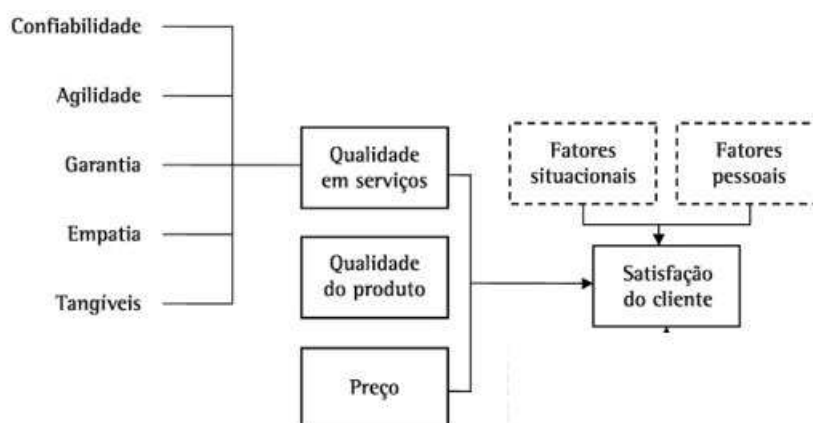 Confiabilidade
Agilidade
Garantia
Empatia
Tangíveis
Qualidade
em serviços
Qualidade
do produto
Preço
Fatores
situacionais
Fatores
pessoais
Satisfação
do cliente